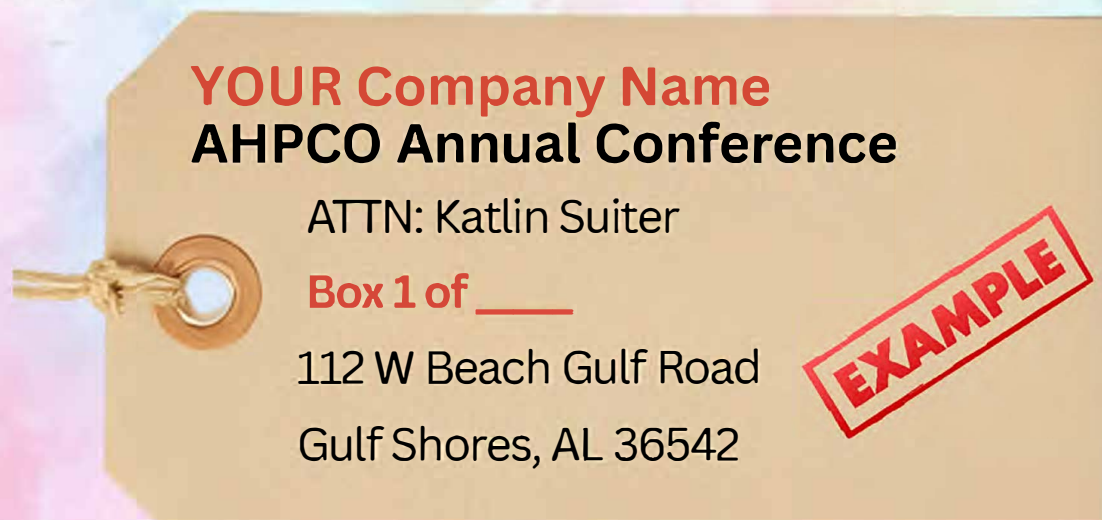 YOUR Company Name
AHPCO Annual Conference
ATTN: Katlin Suiter
Box 1 of ____
112 W Beach Gulf Road
Gulf Shores, AL 36542
EXAMPLE